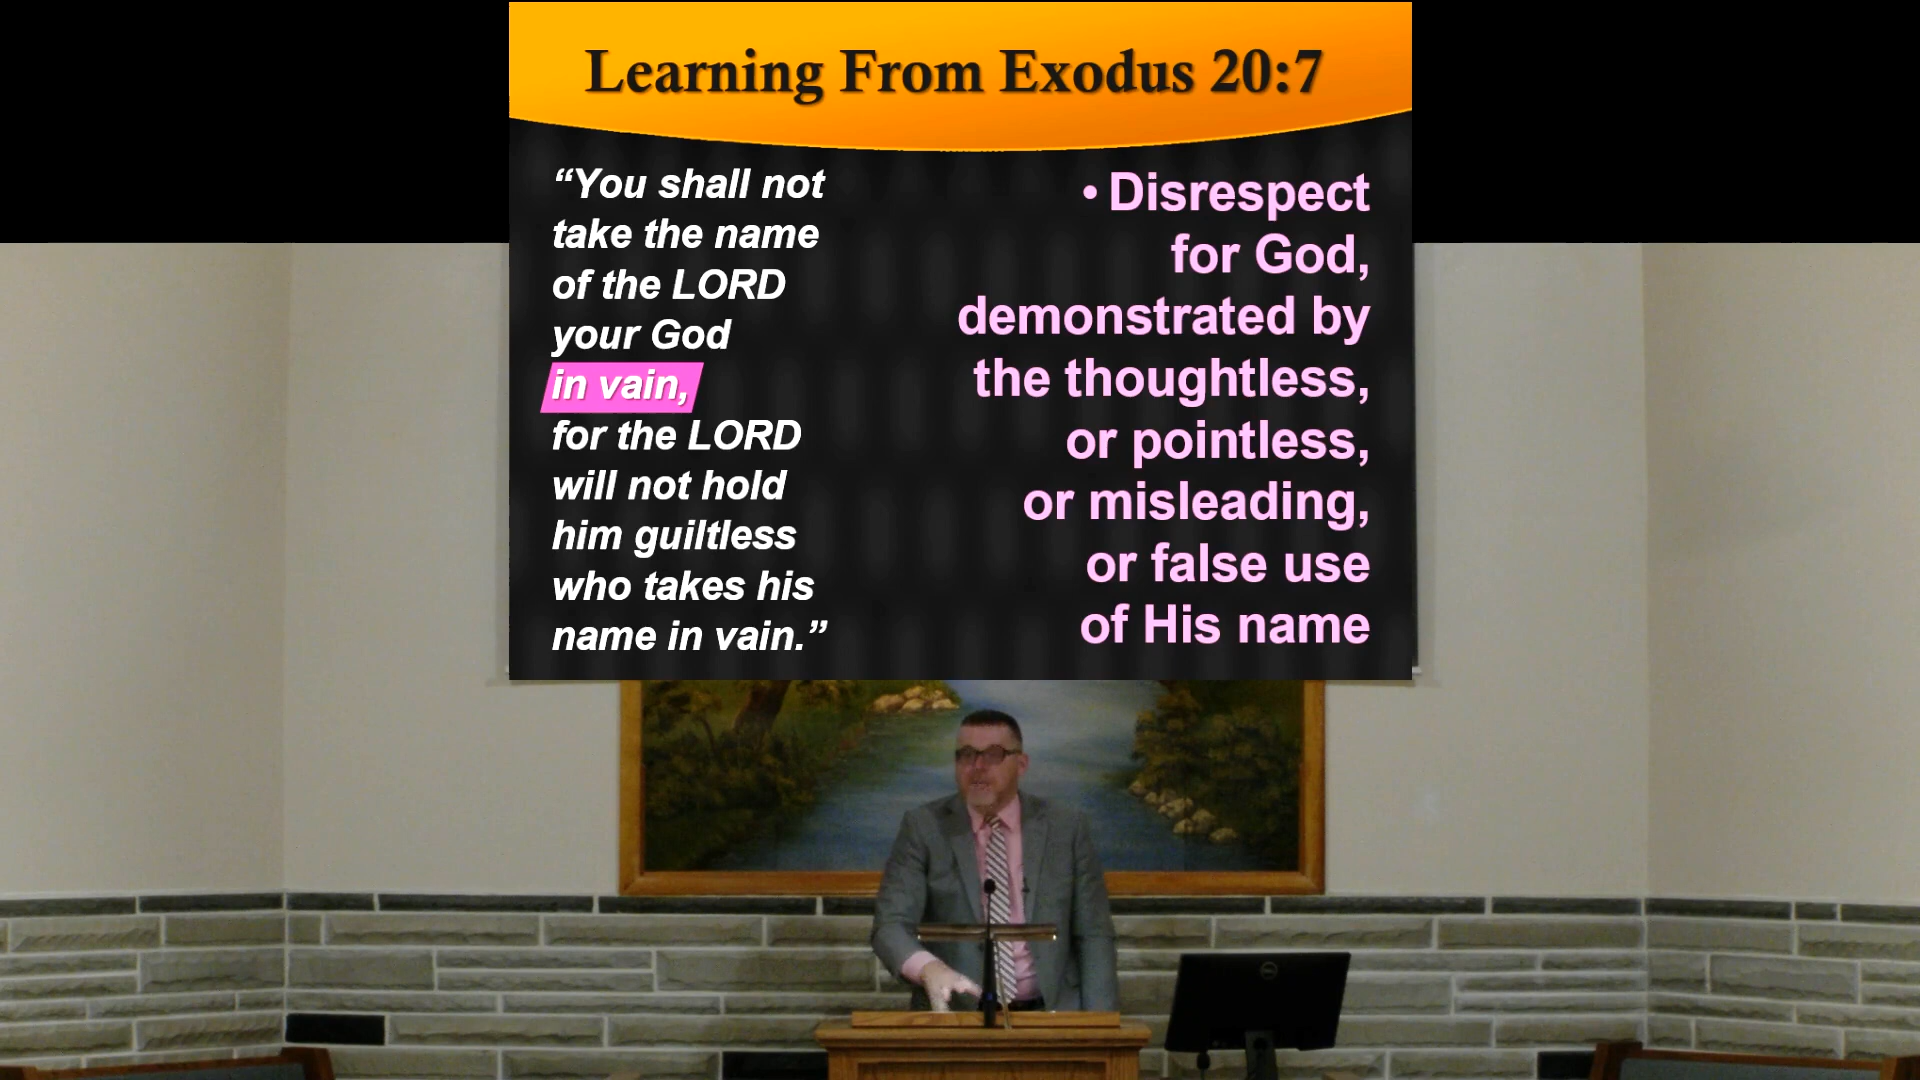 Learning From Exodus 20:7
“You shall not
take the name
of the LORD
your God
in vain,
for the LORD
will not hold
him guiltless
who takes his
name in vain.”
• Disrespect
for God,
demonstrated by
the thoughtless,
or pointless,
or misleading,
or false use
of His name
DELL